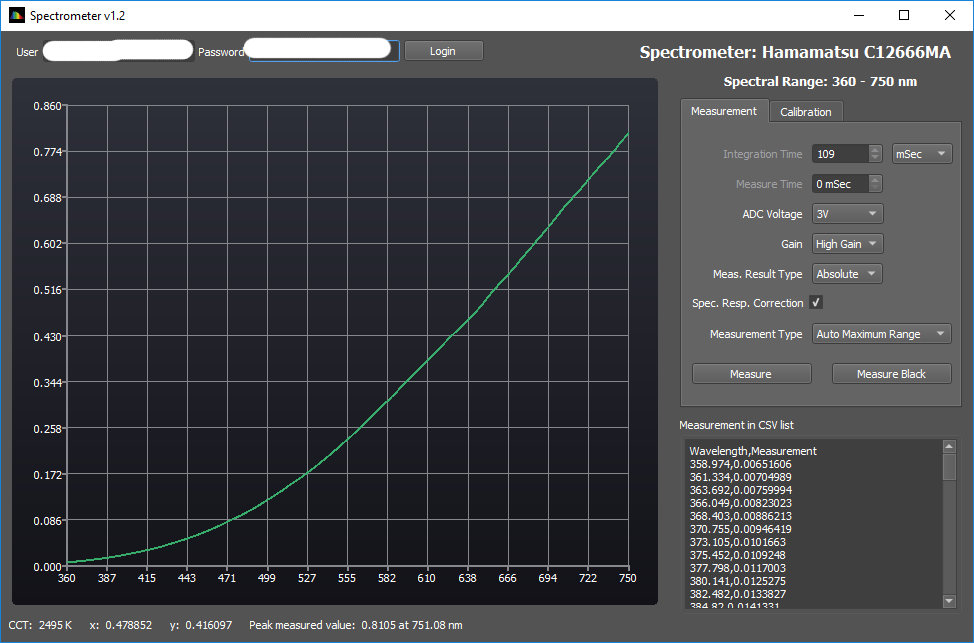 Spectrometer v1.2
User Password Login
Spectrometer: Hamamatsu C12666MA
Spectral Range: 360 - 750 nm
Measurement Calibration
Integration Time 109 mSec
Measure Time 0 mSec
ADC Voltage 3V
Gain High Gain
Meas. Result Type Absolute
Spec. Resp. Correction
Measurement Type Auto Maximum Range
Measure Measure Black
0.860
0.774
0.688
0.602
0.516
0.430
0.344
0.258
0.172
0.086
0.000
360 387 415 443 471 499 527 555 582 610 638 666 694 722 750
Measurement in CSV list
Wavelength,Measurement
358.974,0.00651606
361.334,0.00704989
363.692,0.00759994
366.049,0.00823023
368.403,0.00886213
370.755,0.00946419
373.105,0.0101663
375.452,0.0109248
377.798,0.0117003
380.141,0.0125275
382.482,0.0133827
384.82,0.0141331
CCT: 2495 K x: 0.478852 y: 0.416097 Peak measured value: 0.8105 at 751.08 nm